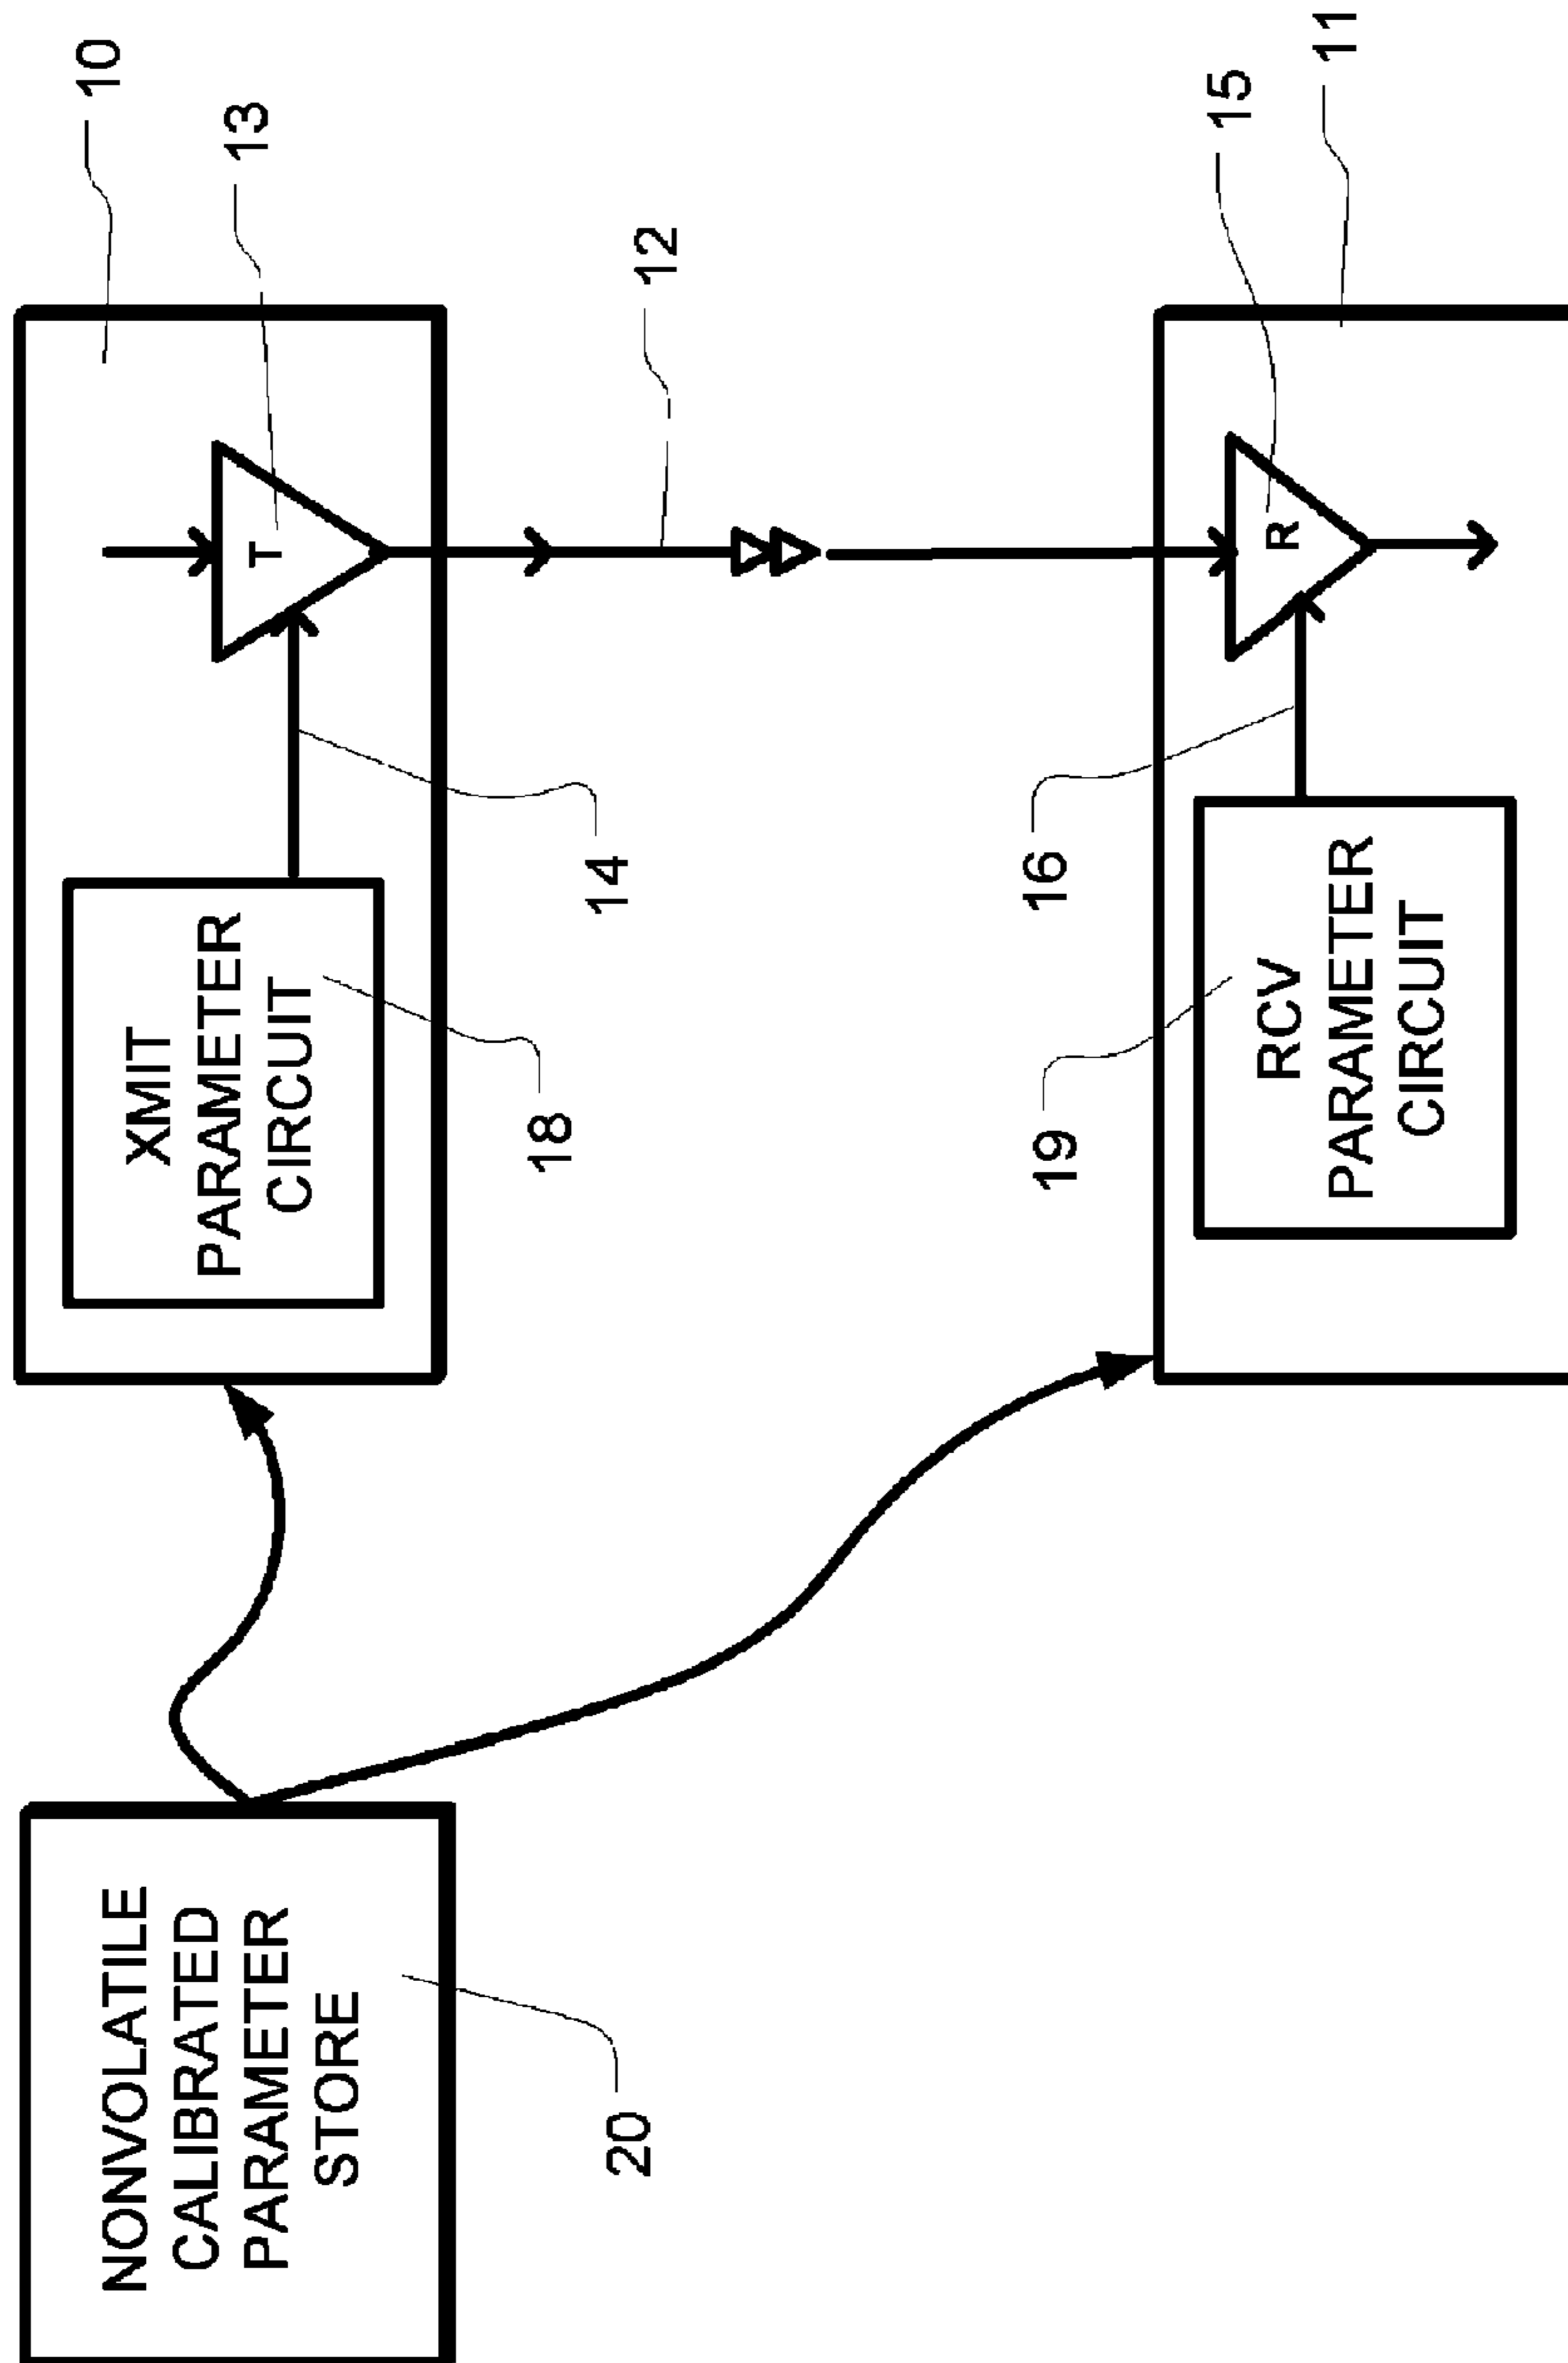 NONVOLATILE
CALIBRATED
PARAMETER
STORE
20
XMIT
PARAMETER
CIRCUIT
18
14
T
10
13
12
RCV
PARAMETER
CIRCUIT
19
16
R
15
11